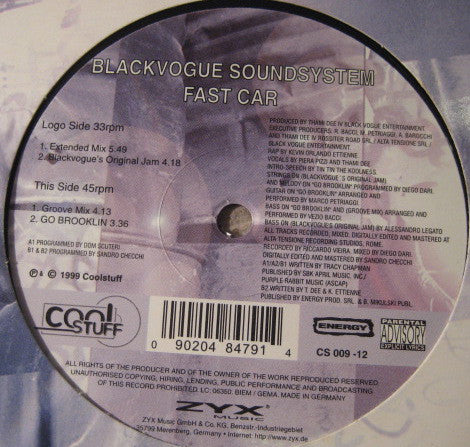 BLACKVOGUE SOUNDSYSTEM
FAST CAR
Logo Side 33rpm
1. Extended Mix 5.49
2. Blackvogue's Original Jam 4.18
This Side 45rpm
1. Groove Mix 4.13
2. GO BROOKLIN 3.36
A1 PROGRAMMED BY DOM SCUTERI
B1 & B2 PROGRAMMED BY SANDRO CHECCHI
℗ & © 1999 Coolstuff
PRODUCED BY THAMI DEE IV BLACK VOGUE ENTERTAINMENT
EXECUTIVE PRODUCERS: R. BACCI, M. PETRIAGGI, A. BAROCCHI
AND THAMI DEE IV ROSSITER ROAD SRL / ALTA TENSIONE SRL /
BLACK VOGUE ENTERTAINMENT
RAP BY KEVIN ORLANDO ETTIENNE
VOCALS BY PIERA PIZZI AND THAMI DEE
INTRO-SPEECH BY TIN TIN THE KOOLNESS
STRINGS ON (BLACKVOGUE'S ORIGINAL JAM)
AND MELODY ON "GO BROOKLIN" PROGRAMMED BY DIEGO DARI
GUITAR ON "GO BROOKLIN" ARRANGED AND
PERFORMED BY MARCO PETRIAGGI
BASS ON "GO BROOKLIN" AND (GROOVE MIX) ARRANGED AND
PERFORMED BY VEZIO BACCI
BASS ON (BLACKVOGUE'S ORIGINAL JAM) BY ALESSANDRO LEGATO
ALL TRACKS RECORDED, MIXED, DIGITALLY EDITED AND MASTERED AT
ALTA TENSIONE RECORDING STUDIOS, ROME.
RECORDED BY RICCARDO VIERA. MIXED BY DIEGO DARI.
DIGITALLY EDITED AND MASTERED BY SANDRO CHECCHI
A1/A2/B1 WRITTEN BY TRACY CHAPMAN
PUBLISHED BY SBK APRIL MUSIC INC /
PURPLE-RABBIT MUSIC (ASCAP)
B2 WRITTEN BY T. DEE & K. ETTIENNE
PUBLISHED BY ENERGY PROD. SRL & B. MIKULSKI PUBL.
COOL
STUFF
0 90204 84791 4
ENERGY
CS 009 -12
PARENTAL
ADVISORY
EXPLICIT LYRICS
ALL RIGHTS OF THE PRODUCER AND OF THE OWNER OF THE WORK REPRODUCED RESERVED
UNAUTHORISED COPYING, HIRING, LENDING, PUBLIC PERFORMANCE AND BROADCASTING
OF THIS RECORD PROHIBITED LC, 06350. BIEM / GEMA. MADE IN GERMANY
ZYX
MUSIC
ZYX Music GmbH & Co. KG, Benzstr.-Industriegebiet
35799 Merenberg, Germany · http://www.zyx.de